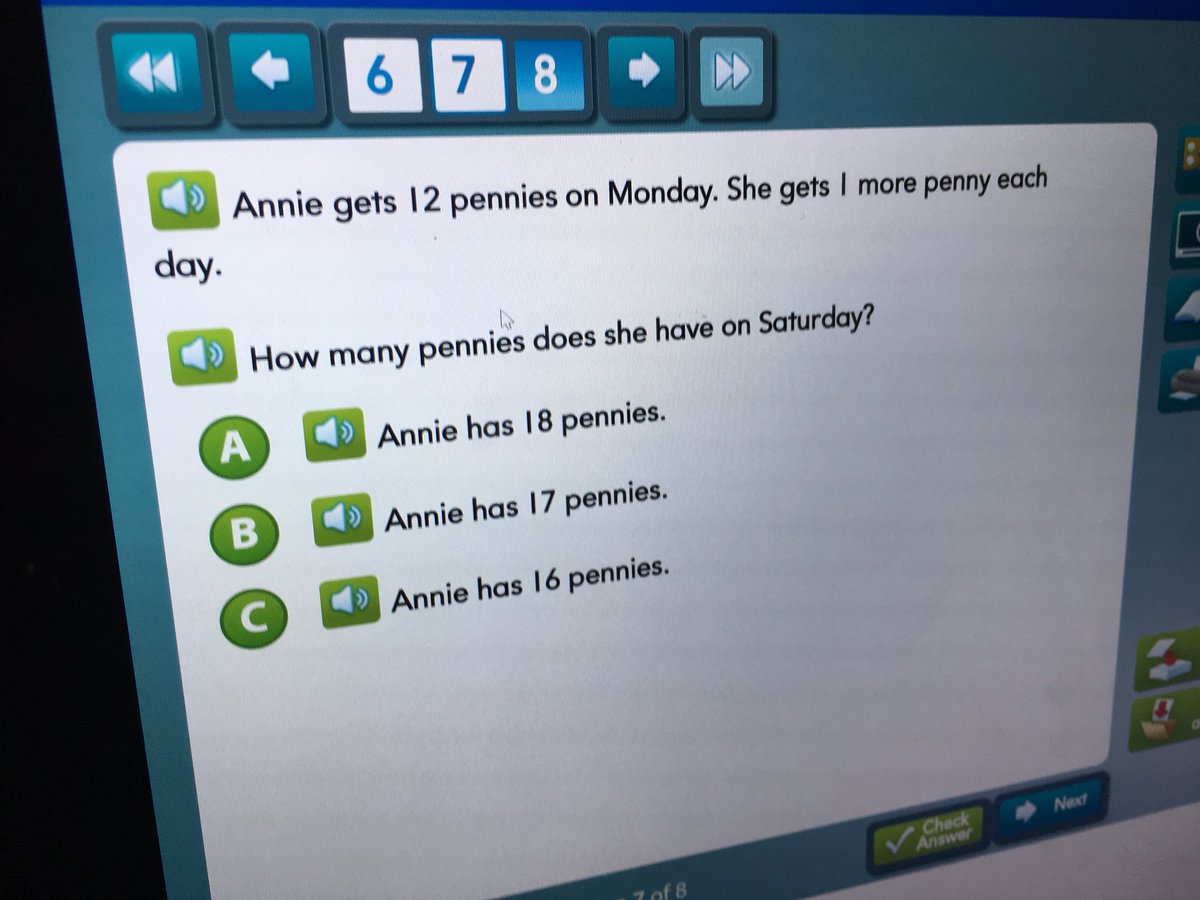 6 7 8
Annie gets 12 pennies on Monday. She gets 1 more penny each
day.
How many pennies does she have on Saturday?
A Annie has 18 pennies.
B Annie has 17 pennies.
C Annie has 16 pennies.
Check
Answer
Next
7 of 8